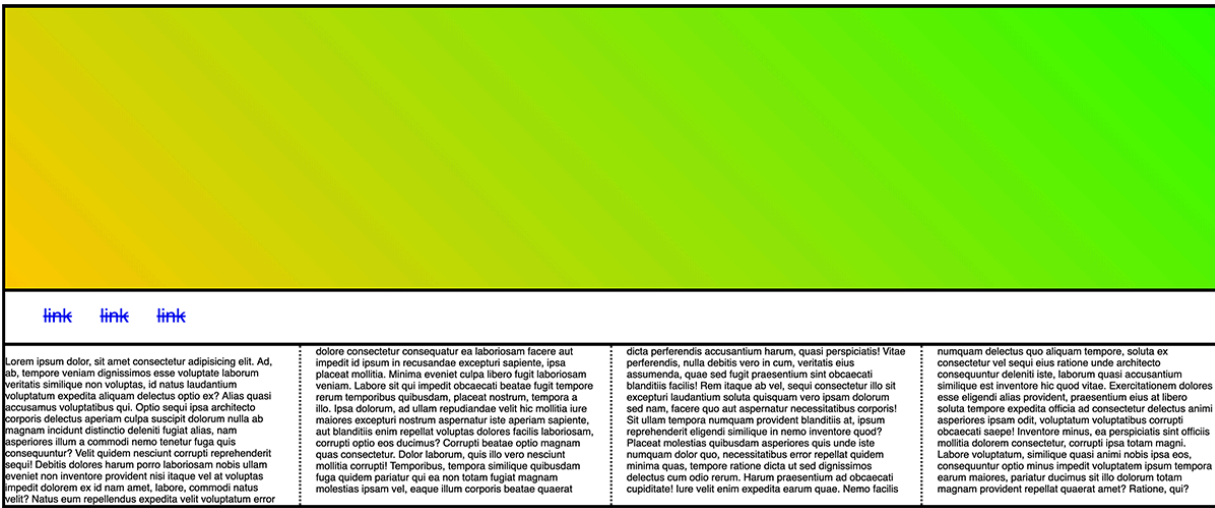 link link link
Lorem ipsum dolor, sit amet consectetur adipisicing elit. Ad,
ab, tempore veniam dignissimos esse voluptate laborum
veritatis similique non voluptas, id natus laudantium
voluptatum expedita aliquam delectus optio ex? Alias quasi
accusamus voluptatibus qui. Optio sequi ipsa architecto
corporis delectus aperiam culpa suscipit dolorum nulla ab
magnam incidunt distinctio deleniti fugiat alias, nam
asperiores illum a commodi nemo tenetur fuga quis
consequuntur? Velit quidem nesciunt corrupti reprehenderit
sequi! Debitis dolores harum porro laboriosam nobis ullam
eveniet non inventore provident nisi itaque vel at voluptas
impedit dolorem ex id nam amet, labore, commodi natus
velit? Natus eum repellendus expedita velit voluptatum error
dolore consectetur consequatur ea laboriosam facere aut
impedit id ipsum in recusandae excepturi sapiente, ipsa
placeat mollitia. Minima eveniet culpa libero fugit laboriosam
veniam. Labore sit qui impedit obcaecati beatae fugit tempore
rerum temporibus quibusdam, placeat nostrum, tempora a
illo. Ipsa dolorum, ad ullam repudiandae velit hic mollitia iure
maiores excepturi nostrum aspernatur iste aperiam sapiente,
aut blanditiis enim repellat voluptas dolores facilis laboriosam,
corrupti optio eos ducimus? Corrupti beatae optio magnam
quas consectetur. Dolor laborum, quis illo vero nesciunt
mollitia corrupti! Temporibus, tempora similique quibusdam
fuga quidem pariatur qui ea non totam fugiat magnam
molestias ipsam vel, eaque illum corporis beatae quaerat
dicta perferendis accusantium harum, quasi perspiciatis! Vitae
perferendis, nulla debitis vero in cum, veritatis eius
assumenda, quae sed fugit praesentium sint obcaecati
blanditiis facilis! Rem itaque ab vel, sequi consectetur illo sit
excepturi laudantium soluta quisquam vero ipsam dolorum
sed nam, facere quo aut aspernatur necessitatibus corporis!
Sit ullam tempora numquam provident blanditiis at, ipsum
reprehenderit eligendi similique in nemo inventore quod?
Placeat molestias quibusdam asperiores quis unde iste
numquam dolor quo, necessitatibus error repellat quidem
minima quas, tempore ratione dicta ut sed dignissimos
delectus cum odio rerum. Harum praesentium ad obcaecati
cupiditate! Iure velit enim expedita earum quae. Nemo facilis
numquam delectus quo aliquam tempore, soluta ex
consectetur vel sequi eius ratione unde architecto
consequuntur deleniti iste, laborum quasi accusantium
similique est inventore hic quod vitae. Exercitationem dolores
esse eligendi alias provident, praesentium eius at libero
soluta tempore expedita officia ad consectetur delectus animi
asperiores ipsam odit, voluptatum voluptatibus corrupti
obcaecati saepe! Inventore minus, ea perspiciatis sint officiis
mollitia dolorem consectetur, corrupti ipsa totam magni.
Labore voluptatum, similique quasi animi nobis ipsa eos,
consequuntur optio minus impedit voluptatem ipsum tempora
earum maiores, pariatur ducimus sit illo dolorum totam
magnam provident repellat quaerat amet? Ratione, qui?